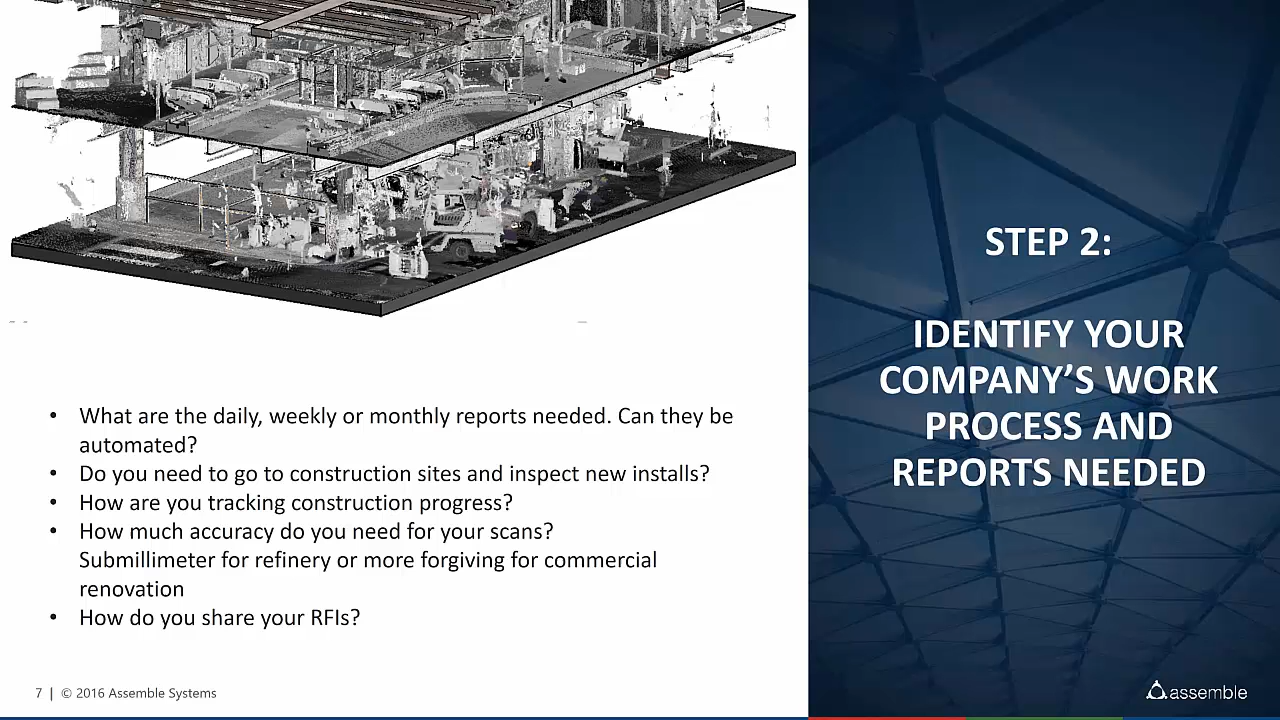 STEP 2:
IDENTIFY YOUR
COMPANY’S WORK
PROCESS AND
REPORTS NEEDED
• What are the daily, weekly or monthly reports needed. Can they be
automated?
• Do you need to go to construction sites and inspect new installs?
• How are you tracking construction progress?
• How much accuracy do you need for your scans?
Submillimeter for refinery or more forgiving for commercial
renovation
• How do you share your RFIs?
7 | © 2016 Assemble Systems
assemble